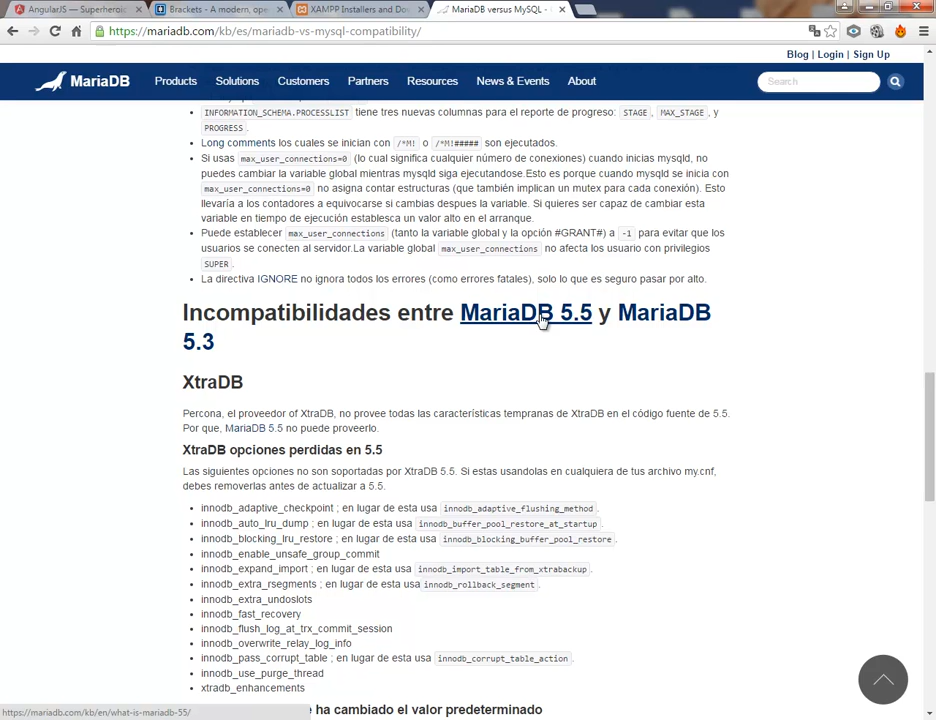 AngularJS — Superheroic
Brackets - A modern, ope
XAMPP Installers and Dov
MariaDB versus MySQL -
https://mariadb.com/kb/es/mariadb-vs-mysql-compatibility/
Blog | Login | Sign Up
MariaDB Products Solutions Customers Partners Resources News & Events About Search
INFORMATION_SCHEMA.PROCESSLIST tiene tres nuevas columnas para el reporte de progreso: STAGE, MAX_STAGE, y
PROGRESS.
Long comments los cuales se inician con /*M! o /*M!##### son ejecutados.
Si usas max_user_connections=0 (lo cual significa cualquier número de conexiones) cuando inicias mysqld, no
puedes cambiar la variable global mientras mysqld siga ejecutandose.Esto es porque cuando mysqld se inicia con
max_user_connections=0 no asigna contar estructuras (que también implican un mutex para cada conexión). Esto
llevaría a los contadores a equivocarse si cambias despues la variable. Si quieres ser capaz de cambiar esta
variable en tiempo de ejecución establesca un valor alto en el arranque.
Puede establecer max_user_connections (tanto la variable global y la opción #GRANT#) a -1 para evitar que los
usuarios se conecten al servidor.La variable global max_user_connections no afecta los usuario con privilegios
SUPER.
La directiva IGNORE no ignora todos los errores (como errores fatales), solo lo que es seguro pasar por alto.
Incompatibilidades entre MariaDB 5.5 y MariaDB
5.3
XtraDB
Percona, el proveedor of XtraDB, no provee todas las características tempranas de XtraDB en el código fuente de 5.5.
Por que, MariaDB 5.5 no puede proveerlo.
XtraDB opciones perdidas en 5.5
Las siguientes opciones no son soportadas por XtraDB 5.5. Si estas usandolas en cualquiera de tus archivo my.cnf,
debes removerlas antes de actualizar a 5.5.
innodb_adaptive_checkpoint ; en lugar de esta usa innodb_adaptive_flushing_method.
innodb_auto_lru_dump ; en lugar de esta usa innodb_buffer_pool_restore_at_startup.
innodb_blocking_lru_restore ; en lugar de esta usa innodb_blocking_buffer_pool_restore.
innodb_enable_unsafe_group_commit
innodb_expand_import ; en lugar de esta usa innodb_import_table_from_xtrabackup.
innodb_extra_rsegments ; en lugar de esta usa innodb_rollback_segment.
innodb_extra_undoslots
innodb_fast_recovery
innodb_flush_log_at_trx_commit_session
innodb_overwrite_relay_log_info
innodb_pass_corrupt_table ; en lugar de esta usa innodb_corrupt_table_action.
innodb_use_purge_thread
xtradb_enhancements
ha cambiado el valor predeterminado
https://mariadb.com/kb/en/what-is-mariadb-55/